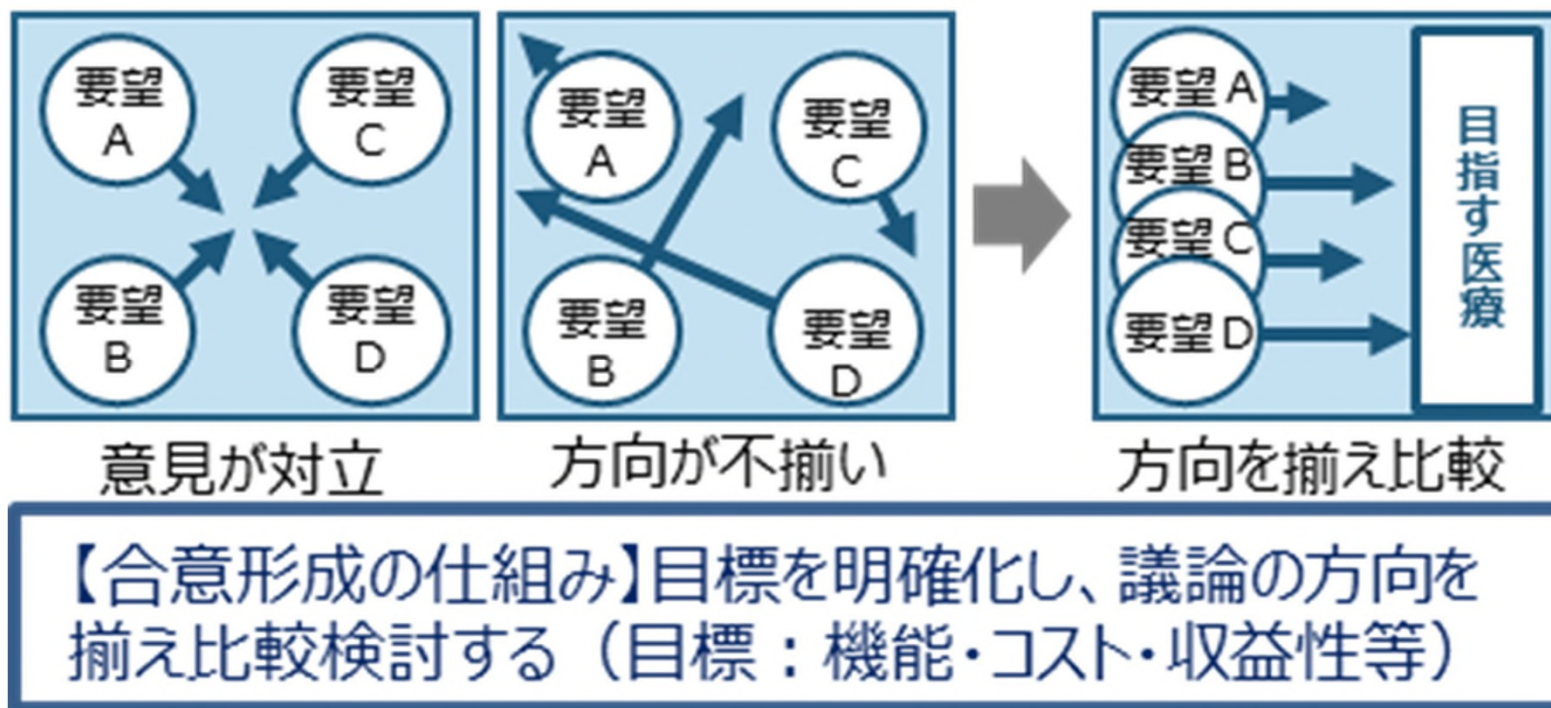 要望
A
要望
C
要望
B
要望
D
意見が対立
要望
A
要望
C
要望
B
要望
D
方向が不揃い
要望 A
要望 B
要望 C
要望 D
目指す医療
方向を揃え比較
【合意形成の仕組み】目標を明確化し、議論の方向を
揃え比較検討する（目標：機能・コスト・収益性等）